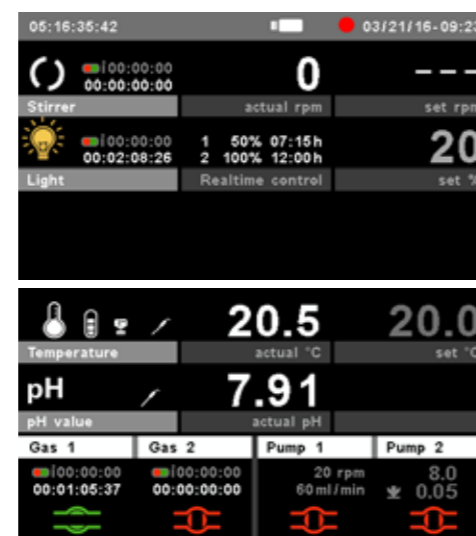 05:16:35:42 03/21/16-09:23
00:00:00 0 ---
00:00:00:00
Stirrer actual rpm set rpm
00:00:00 1 50% 07:15h 20
00:02:08:26 2 100% 12:00h
Light Realtime control set %
20.5 20.0
Temperature actual °C set °C
pH 7.91
pH value actual pH
Gas 1 Gas 2 Pump 1 Pump 2
00:00:00 00:00:00 20 rpm 8.0
00:01:05:37 00:00:00:00 60ml/min 0.05